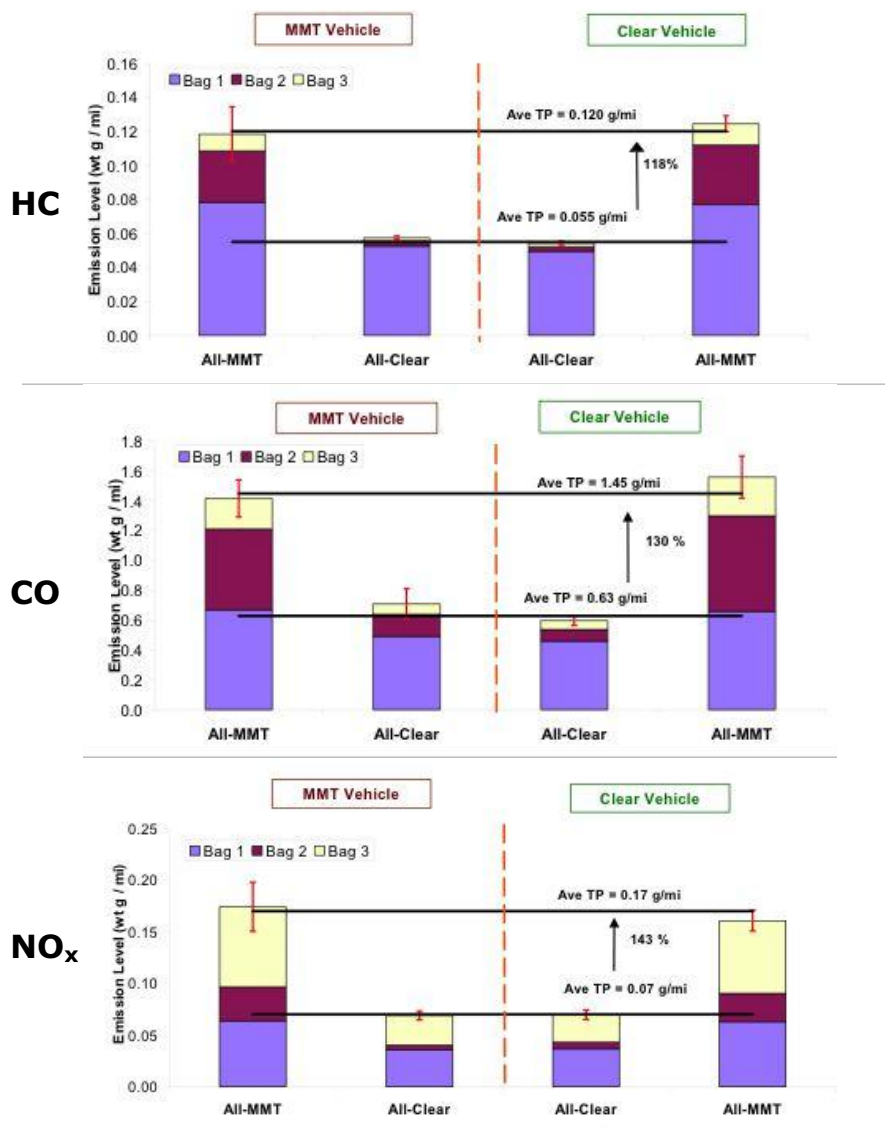 MMT Vehicle Clear Vehicle
HC
Emission Level (wt g / mi)
0.16
0.14
0.12
0.10
0.08
0.06
0.04
0.02
0.00
Bag 1 Bag 2 Bag 3
Ave TP = 0.120 g/mi
118%
Ave TP = 0.055 g/mi
All-MMT All-Clear All-Clear All-MMT
MMT Vehicle Clear Vehicle
CO
Emission Level (wt g / mi)
1.8
1.6
1.4
1.2
1.0
0.8
0.6
0.4
0.2
0.0
Bag 1 Bag 2 Bag 3
Ave TP = 1.45 g/mi
130 %
Ave TP = 0.63 g/mi
All-MMT All-Clear All-Clear All-MMT
MMT Vehicle Clear Vehicle
NOₓ
Emission Level (wt g / mi)
0.25
0.20
0.15
0.10
0.05
0.00
Bag 1 Bag 2 Bag 3
Ave TP = 0.17 g/mi
143 %
Ave TP = 0.07 g/mi
All-MMT All-Clear All-Clear All-MMT